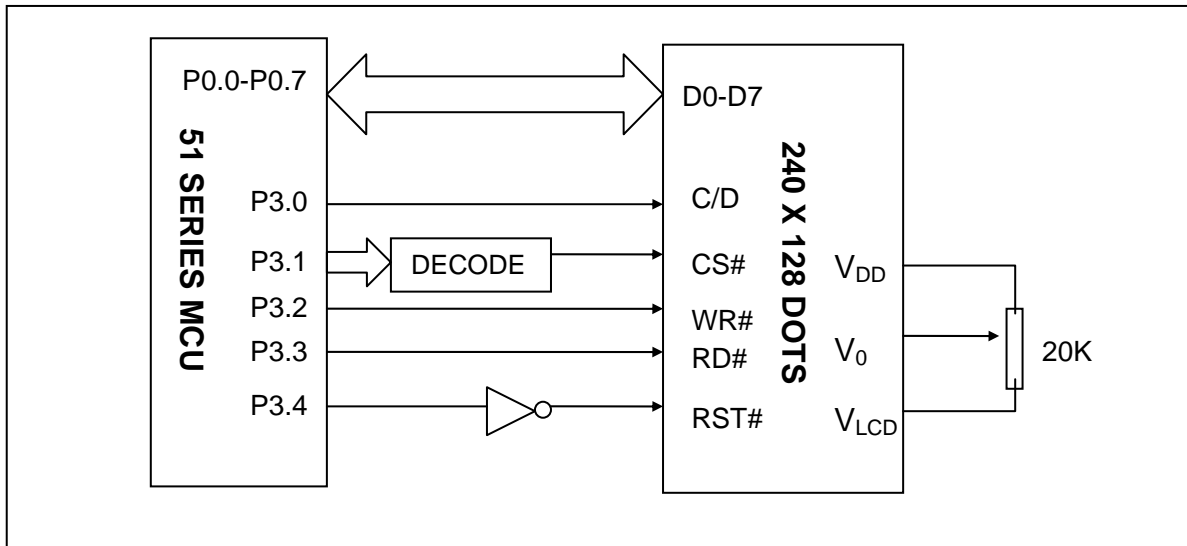 P0.0-P0.7
51 SERIES MCU
P3.0
P3.1
P3.2
P3.3
P3.4
DECODE
D0-D7
C/D
CS#
WR#
RD#
RST#
240 X 128 DOTS
VDD
V0
VLCD
20K